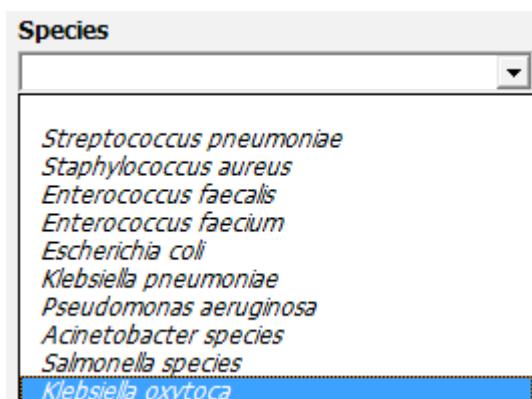 Species
Streptococcus pneumoniae
Staphylococcus aureus
Enterococcus faecalis
Enterococcus faecium
Escherichia coli
Klebsiella pneumoniae
Pseudomonas aeruginosa
Acinetobacter species
Salmonella species
Klebsiella oxytoca